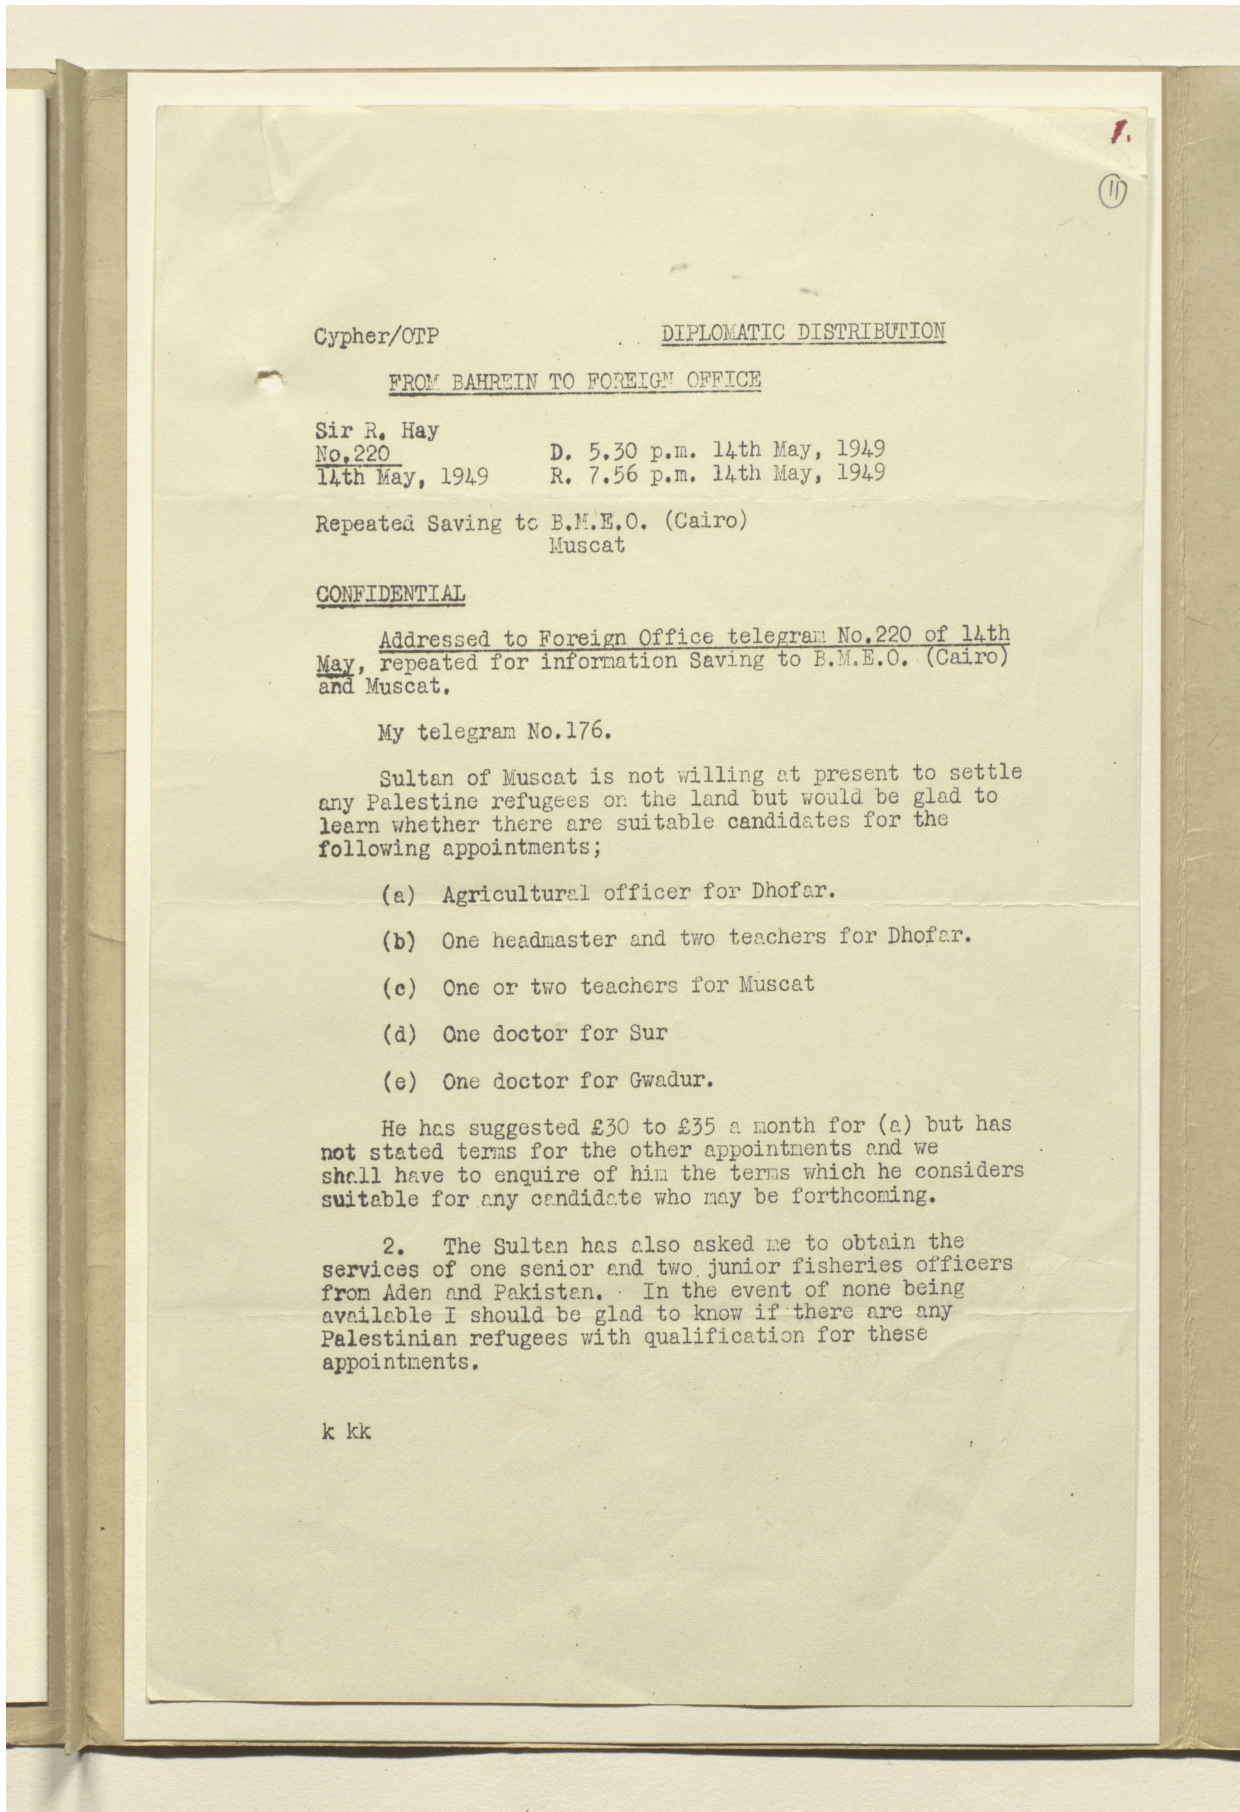 1.
11
Cypher/OTP DIPLOMATIC DISTRIBUTION
FROM BAHREIN TO FOREIGN OFFICE
Sir R. Hay
No.220 D. 5.30 p.m. 14th May, 1949
14th May, 1949 R. 7.56 p.m. 14th May, 1949
Repeated Saving to B.M.E.O. (Cairo)
Muscat
CONFIDENTIAL
Addressed to Foreign Office telegram No.220 of 14th
May, repeated for information Saving to B.M.E.O. (Cairo)
and Muscat.
My telegram No.176.
Sultan of Muscat is not willing at present to settle
any Palestine refugees on the land but would be glad to
learn whether there are suitable candidates for the
following appointments;
(a) Agricultural officer for Dhofar.
(b) One headmaster and two teachers for Dhofar.
(c) One or two teachers for Muscat
(d) One doctor for Sur
(e) One doctor for Gwadur.
He has suggested £30 to £35 a month for (a) but has
not stated terms for the other appointments and we
shall have to enquire of him the terms which he considers
suitable for any candidate who may be forthcoming.
2. The Sultan has also asked me to obtain the
services of one senior and two junior fisheries officers
from Aden and Pakistan. In the event of none being
available I should be glad to know if there are any
Palestinian refugees with qualification for these
appointments.
k kk